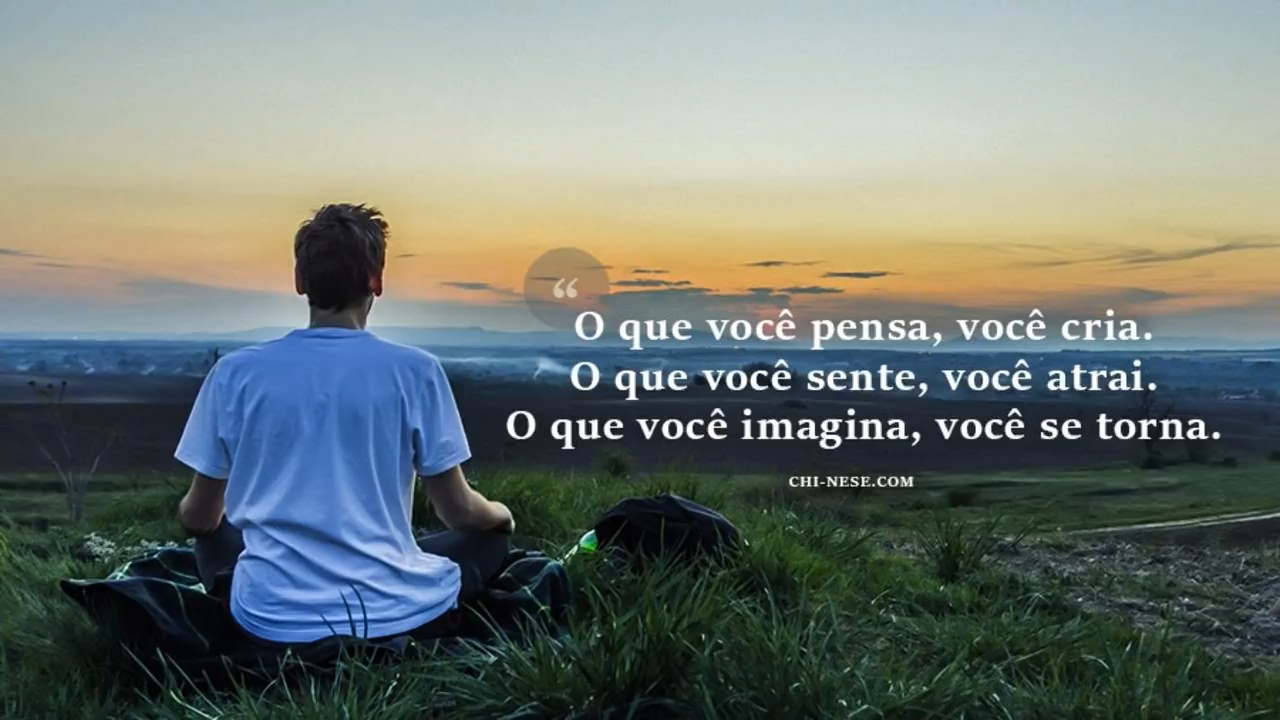 “
O que você pensa, você cria.
O que você sente, você atrai.
O que você imagina, você se torna.
CHI-NESE.COM